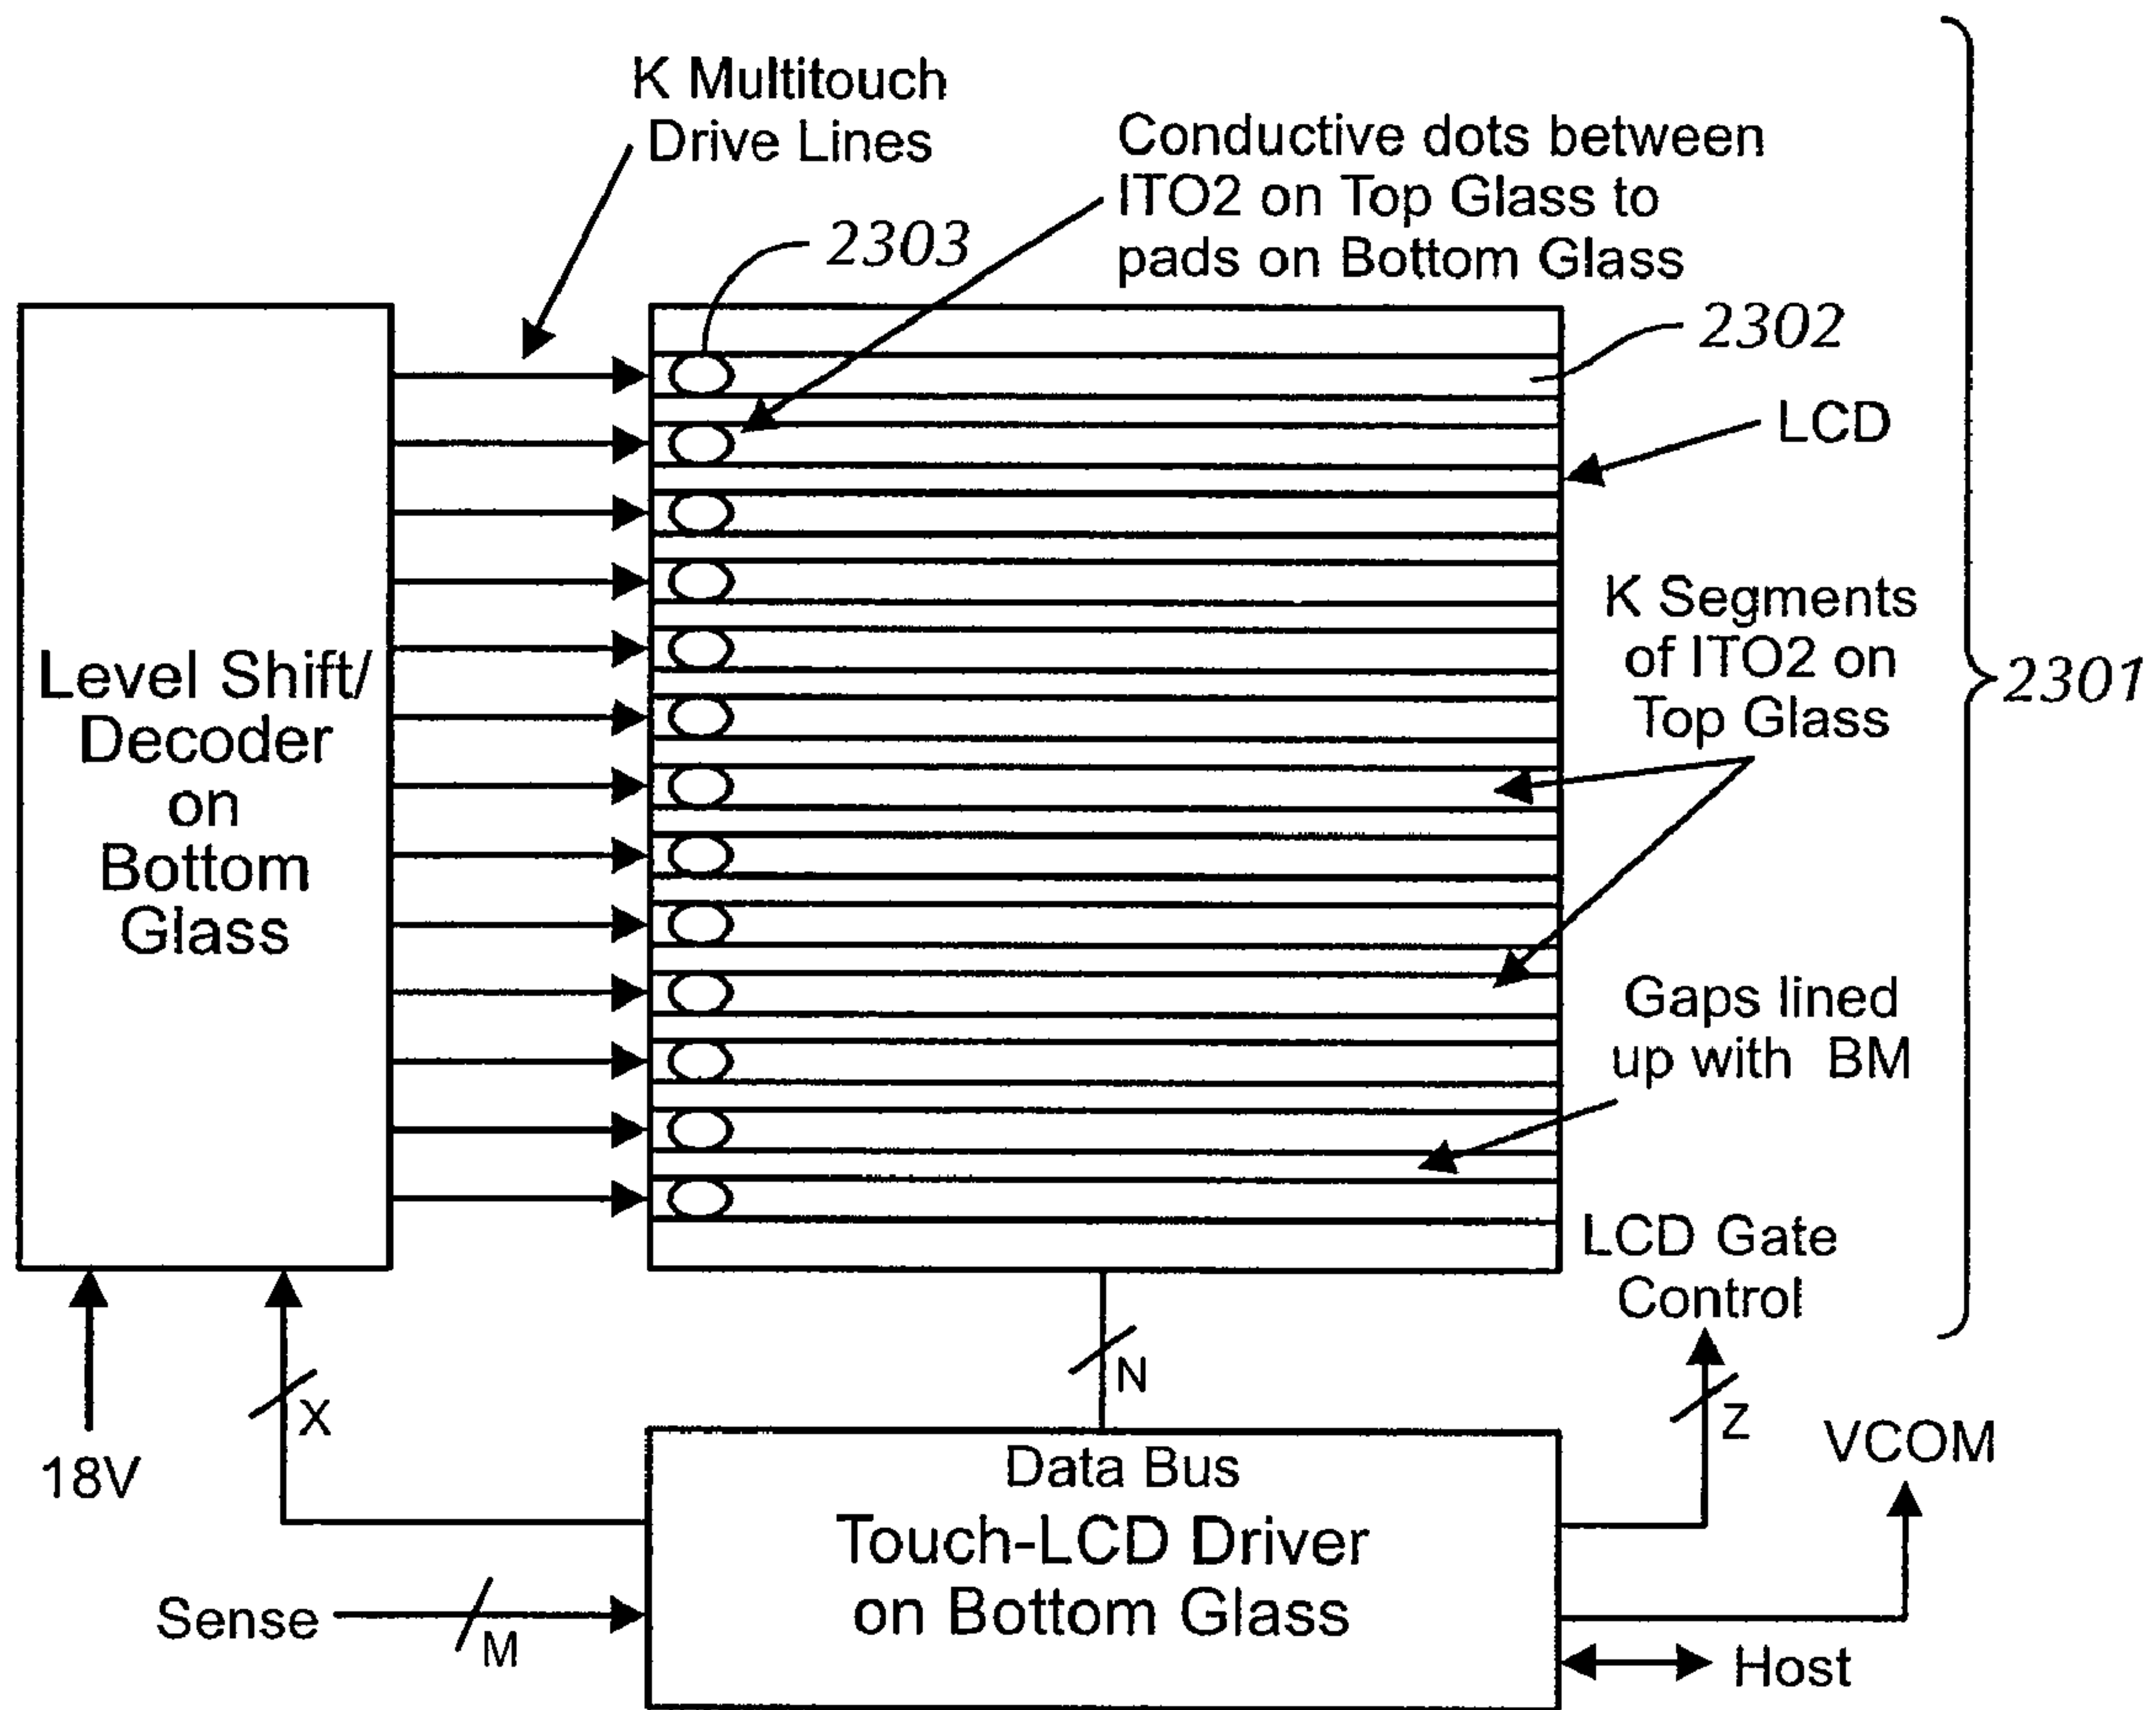 K Multitouch
Drive Lines
Conductive dots between
ITO2 on Top Glass to
pads on Bottom Glass
2303
2302
LCD
K Segments
of ITO2 on
Top Glass
2301
Level Shift/
Decoder
on
Bottom
Glass
Gaps lined
up with BM
LCD Gate
Control
N
X
Z
18V
VCOM
Data Bus
Touch-LCD Driver
on Bottom Glass
Sense
M
Host